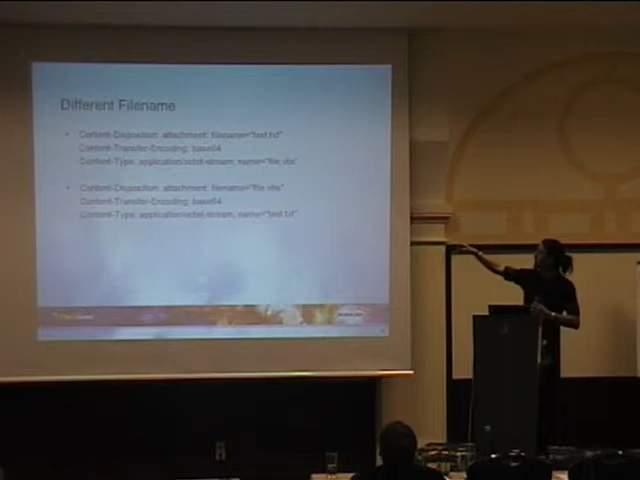 Different Filename
• Content-Disposition: attachment; filename="test.txt"
Content-Transfer-Encoding: base64
Content-Type: application/octet-stream; name="file.vbs"
• Content-Disposition: attachment; filename="file.vbs"
Content-Transfer-Encoding: base64
Content-Type: application/octet-stream; name="test.txt"